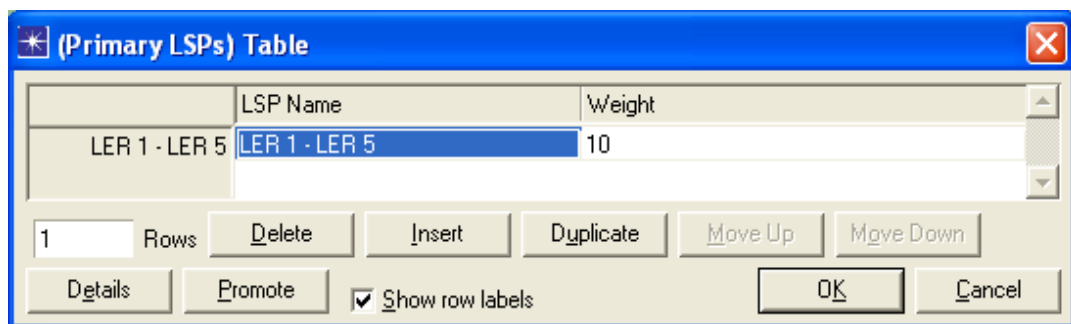 (Primary LSPs) Table
LSP Name Weight
LER 1 - LER 5 LER 1 - LER 5 10
1 Rows Delete Insert Duplicate Move Up Move Down
Details Promote Show row labels OK Cancel